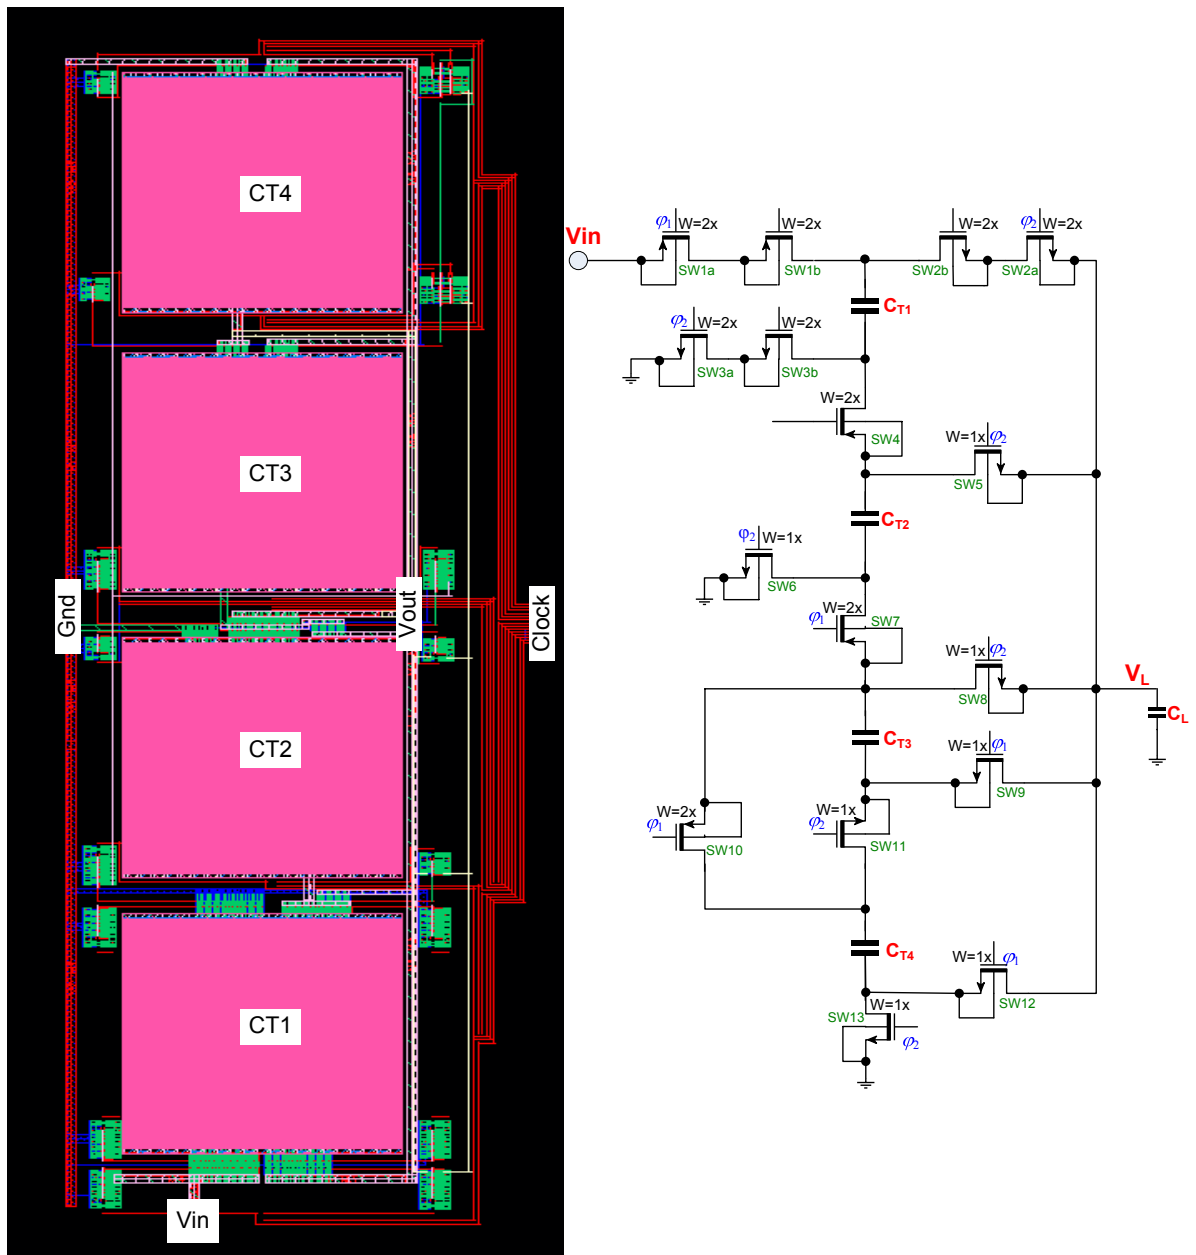 CT4
CT3
Gnd
Vout
Clock
CT2
CT1
Vin
φ1 W=2x
W=2x
W=2x
φ2 W=2x
Vin
SW1a
SW1b
SW2b
SW2a
CT1
φ2 W=2x
W=2x
SW3a
SW3b
W=2x
SW4
W=1x φ2
SW5
CT2
φ2 W=1x
SW6
W=2x
φ1
SW7
W=1x φ2
SW8
VL
CL
CT3
W=1x φ1
SW9
W=2x
φ1
SW10
W=1x
φ2
SW11
CT4
W=1x φ1
SW12
W=1x
SW13
φ2